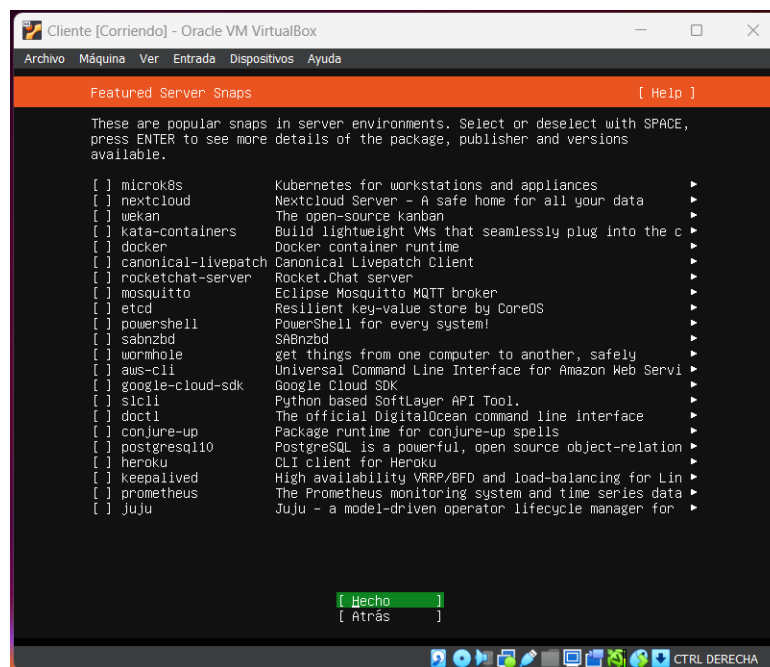 Cliente [Corriendo] - Oracle VM VirtualBox
Archivo Máquina Ver Entrada Dispositivos Ayuda
Featured Server Snaps [ Help ]
These are popular snaps in server environments. Select or deselect with SPACE,
press ENTER to see more details of the package, publisher and versions
available.
[ ] microk8s Kubernetes for workstations and appliances ▸
[ ] nextcloud Nextcloud Server - A safe home for all your data ▸
[ ] wekan The open-source kanban ▸
[ ] kata-containers Build lightweight VMs that seamlessly plug into the c ▸
[ ] docker Docker container runtime ▸
[ ] canonical-livepatch Canonical Livepatch Client ▸
[ ] rocketchat-server Rocket.Chat server ▸
[ ] mosquitto Eclipse Mosquitto MQTT broker ▸
[ ] etcd Resilient key-value store by CoreOS ▸
[ ] powershell PowerShell for every system! ▸
[ ] sabnzbd SABnzbd ▸
[ ] wormhole get things from one computer to another, safely ▸
[ ] aws-cli Universal Command Line Interface for Amazon Web Servi ▸
[ ] google-cloud-sdk Google Cloud SDK ▸
[ ] slcli Python based SoftLayer API Tool. ▸
[ ] doctl The official DigitalOcean command line interface ▸
[ ] conjure-up Package runtime for conjure-up spells ▸
[ ] postgresql10 PostgreSQL is a powerful, open source object-relation ▸
[ ] heroku CLI client for Heroku ▸
[ ] keepalived High availability VRRP/BFD and load-balancing for Lin ▸
[ ] prometheus The Prometheus monitoring system and time series data ▸
[ ] juju Juju - a model-driven operator lifecycle manager for ▸
[ Hecho ]
[ Atrás ]
CTRL DERECHA